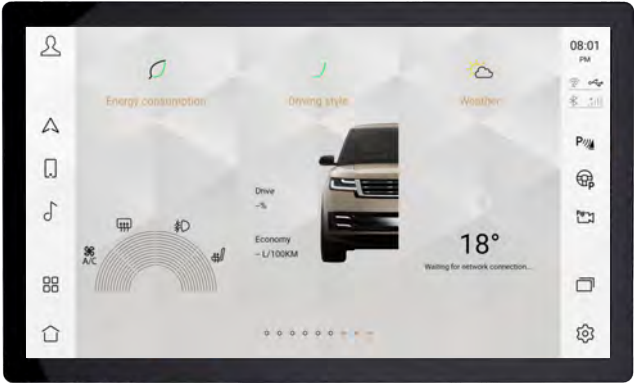 08:01
PM
Energy consumption
Driving style
Weather
P
P
Drive
–%
Economy
– L/100KM
A/C
18°
Waiting for network connection...